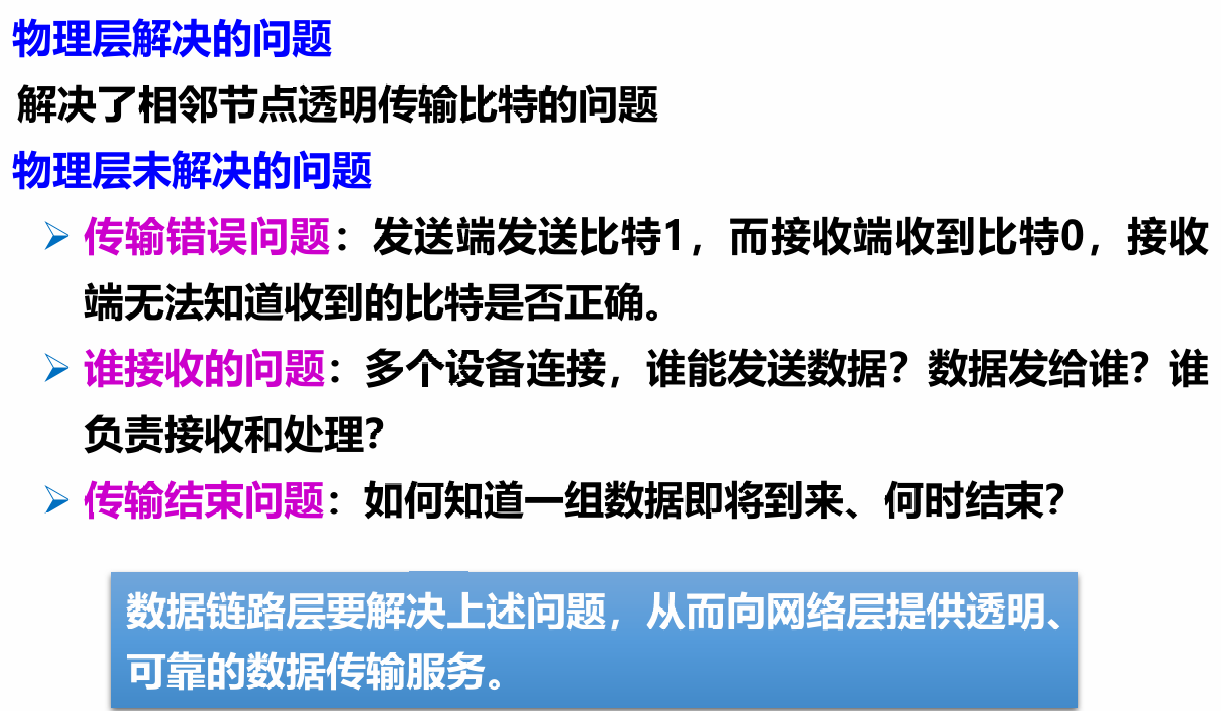 物理层解决的问题
解决了相邻节点透明传输比特的问题
物理层未解决的问题
➢ 传输错误问题：发送端发送比特1，而接收端收到比特0，接收
端无法知道收到的比特是否正确。
➢ 谁接收的问题：多个设备连接，谁能发送数据？数据发给谁？谁
负责接收和处理？
➢ 传输结束问题：如何知道一组数据即将到来、何时结束？
数据链路层要解决上述问题，从而向网络层提供透明、
可靠的数据传输服务。